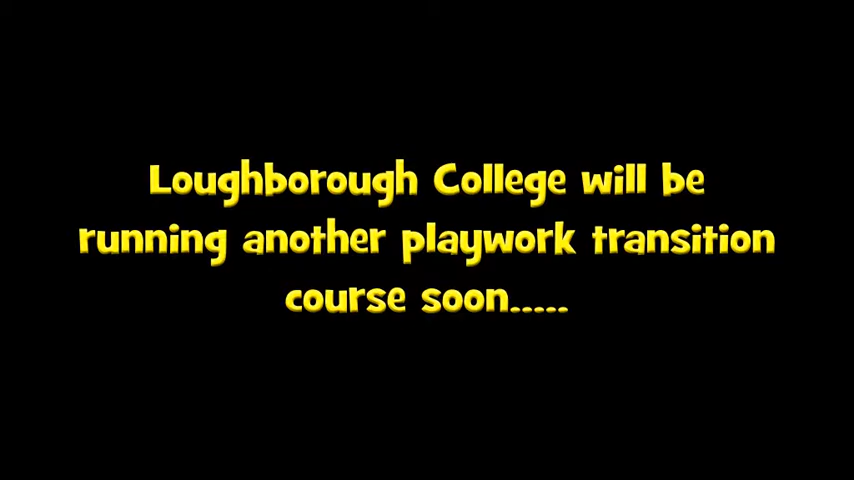 Loughborough College will be
running another playwork transition
course soon.....